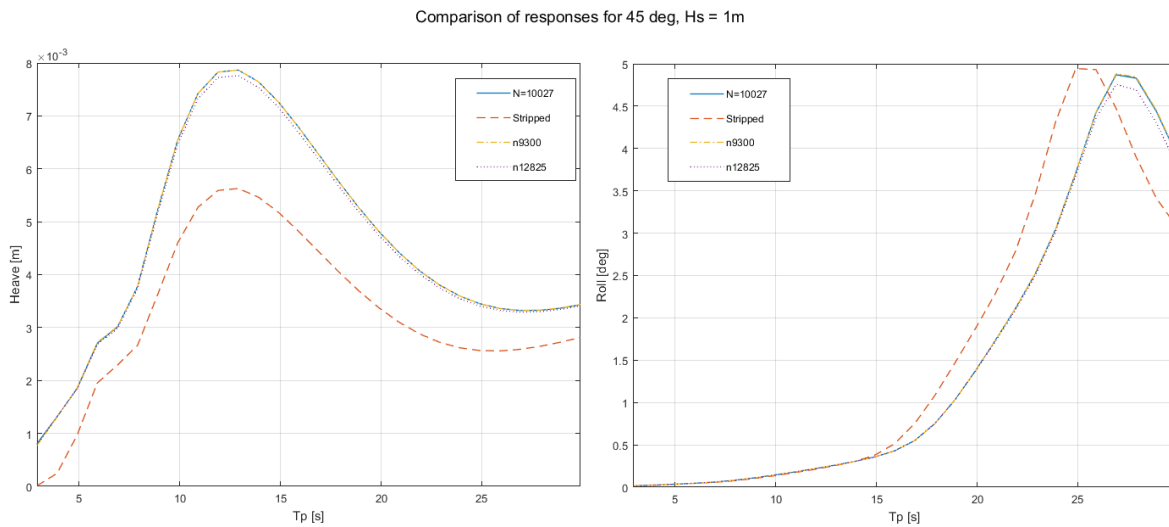 Comparison of responses for 45 deg, Hs = 1m
×10⁻³
8
7
6
5
4
3
2
1
0
Heave [m]
5
10
15
20
25
Tp [s]
N=10027
Stripped
n9300
n12825
5
4.5
4
3.5
3
2.5
2
1.5
1
0.5
0
Roll [deg]
5
10
15
20
25
Tp [s]
N=10027
Stripped
n9300
n12825